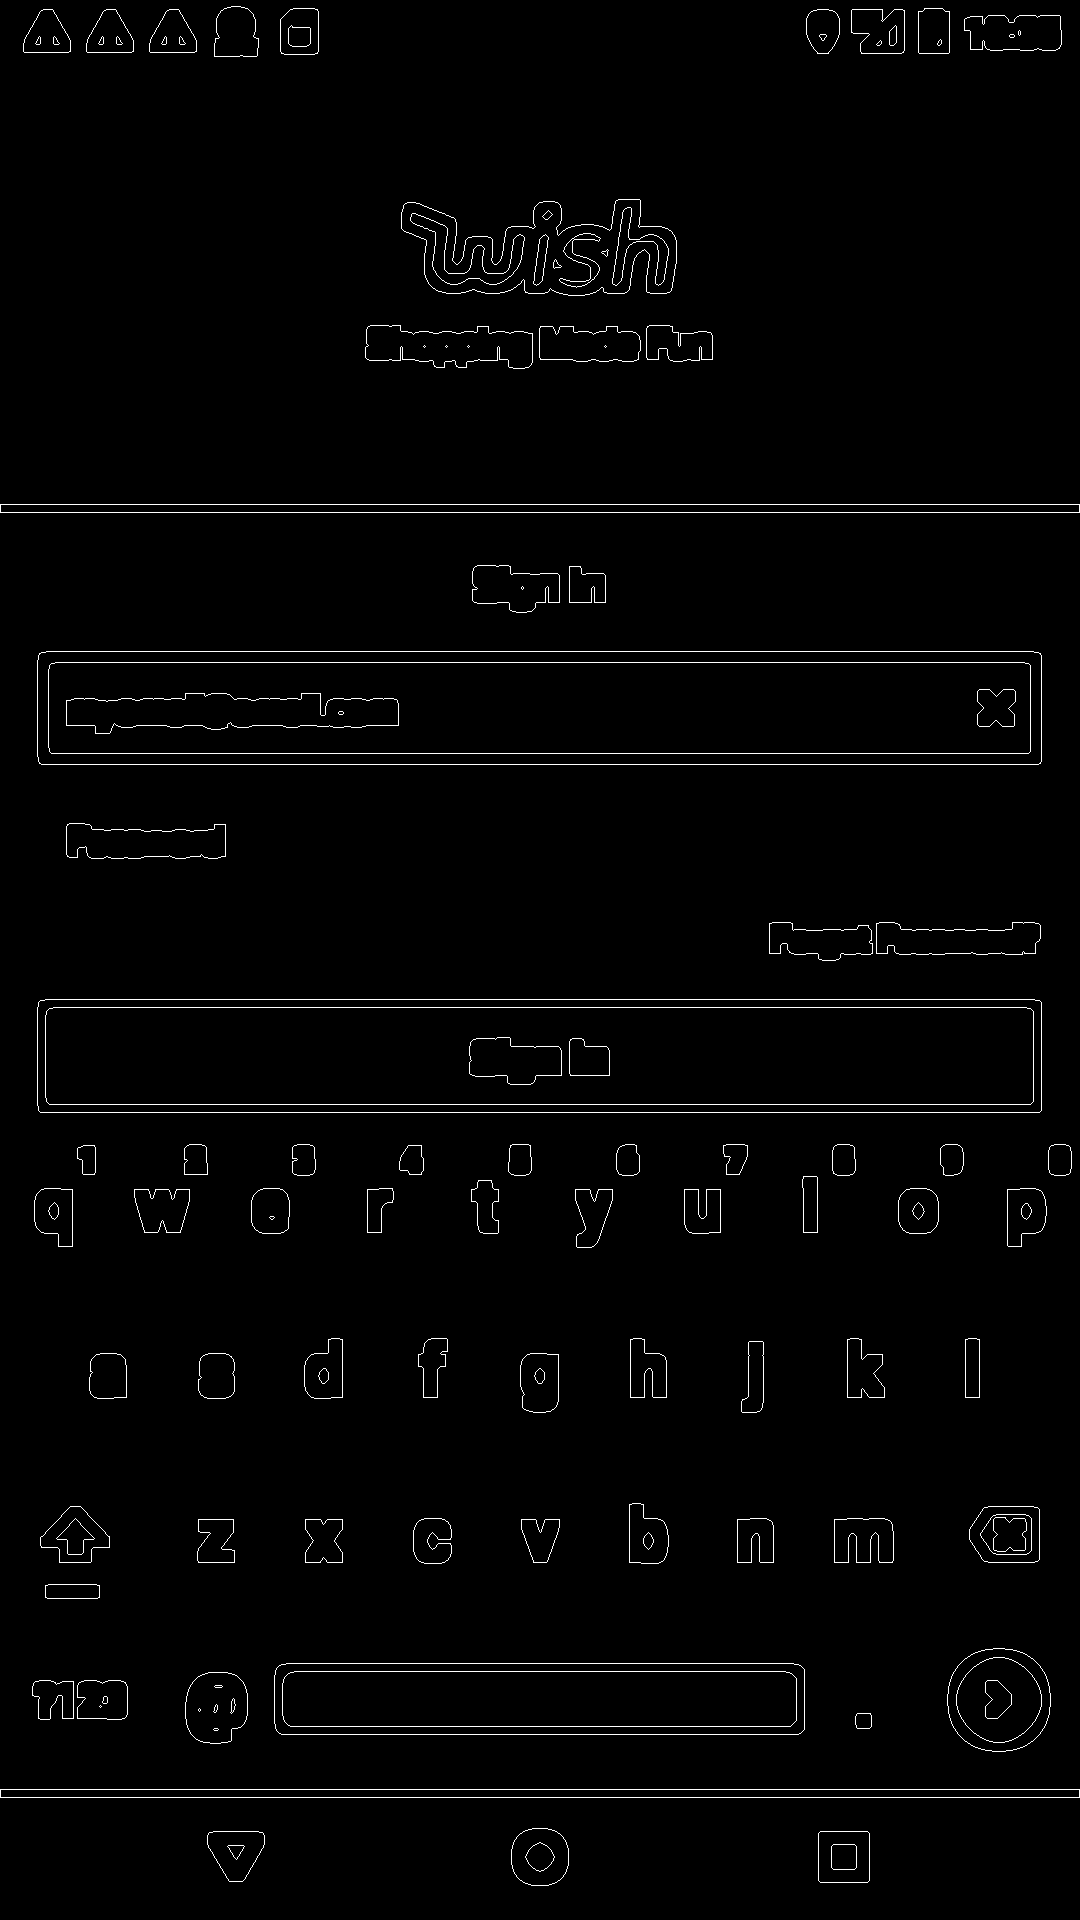 wish
Shopping Made Fun
Sign In
Password
Forgot Password?
Sign In
1 2 3 4 5 6 7 8 9 0
q w e r t y u i o p
a s d f g h j k l
z x c v b n m
?123 @ .